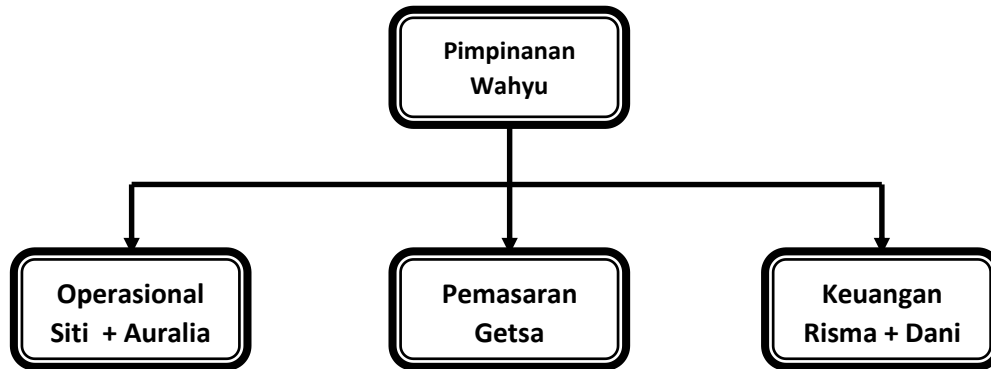 Pimpinanan
Wahyu
Operasional
Siti + Auralia
Pemasaran
Getsa
Keuangan
Risma + Dani